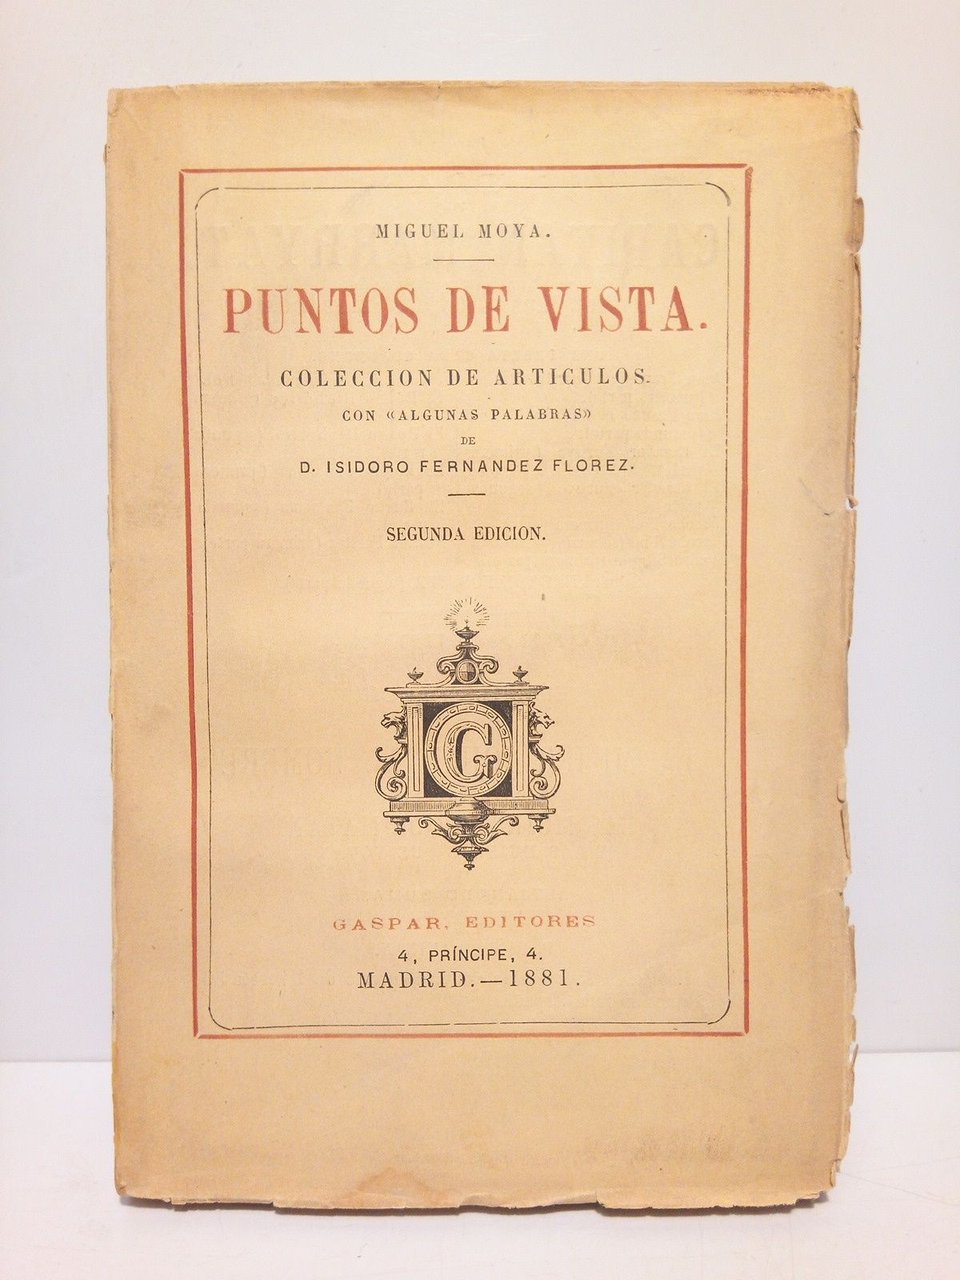 MIGUEL MOYA.
PUNTOS DE VISTA.
COLECCION DE ARTICULOS.
CON «ALGUNAS PALABRAS»
DE
D. ISIDORO FERNANDEZ FLOREZ.
SEGUNDA EDICION.
G
GASPAR, EDITORES
4, PRÍNCIPE, 4.
MADRID.—1881.